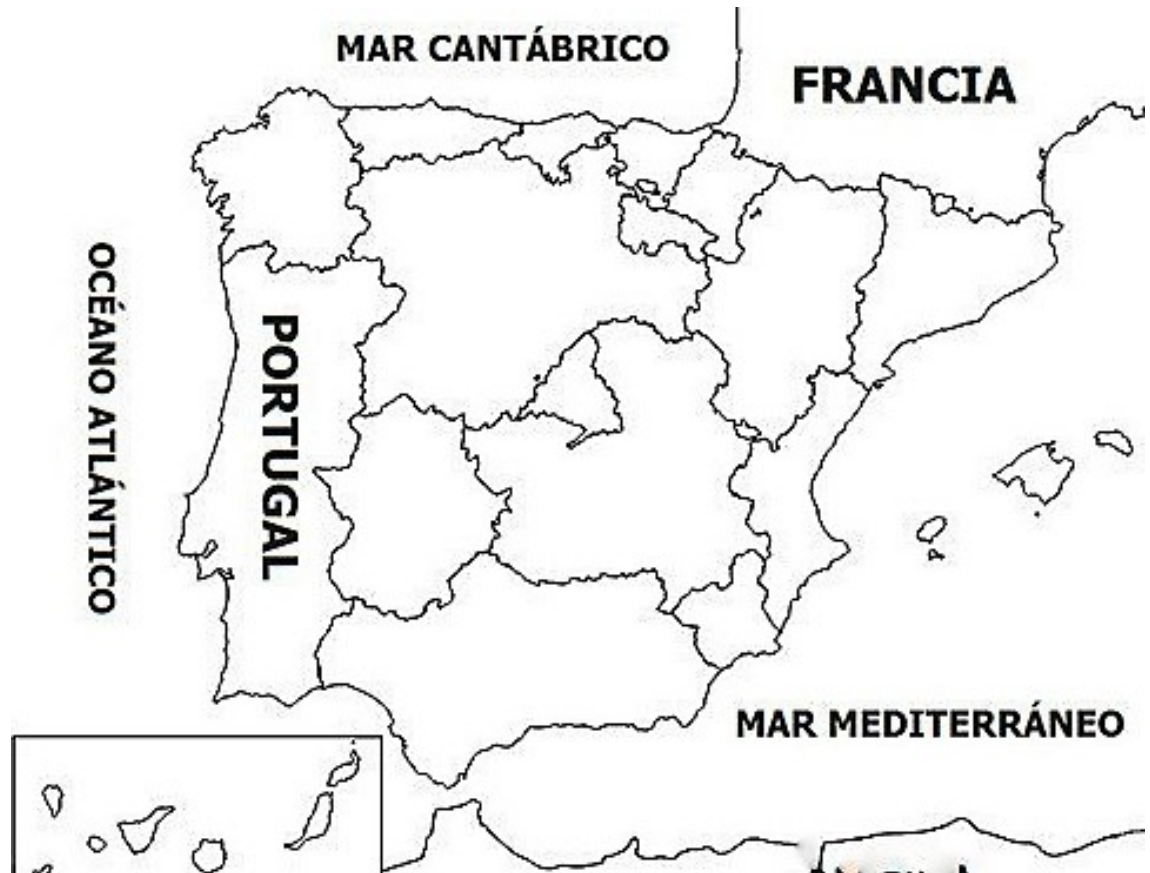 MAR CANTÁBRICO
FRANCIA
OCÉANO ATLÁNTICO
PORTUGAL
MAR MEDITERRÁNEO